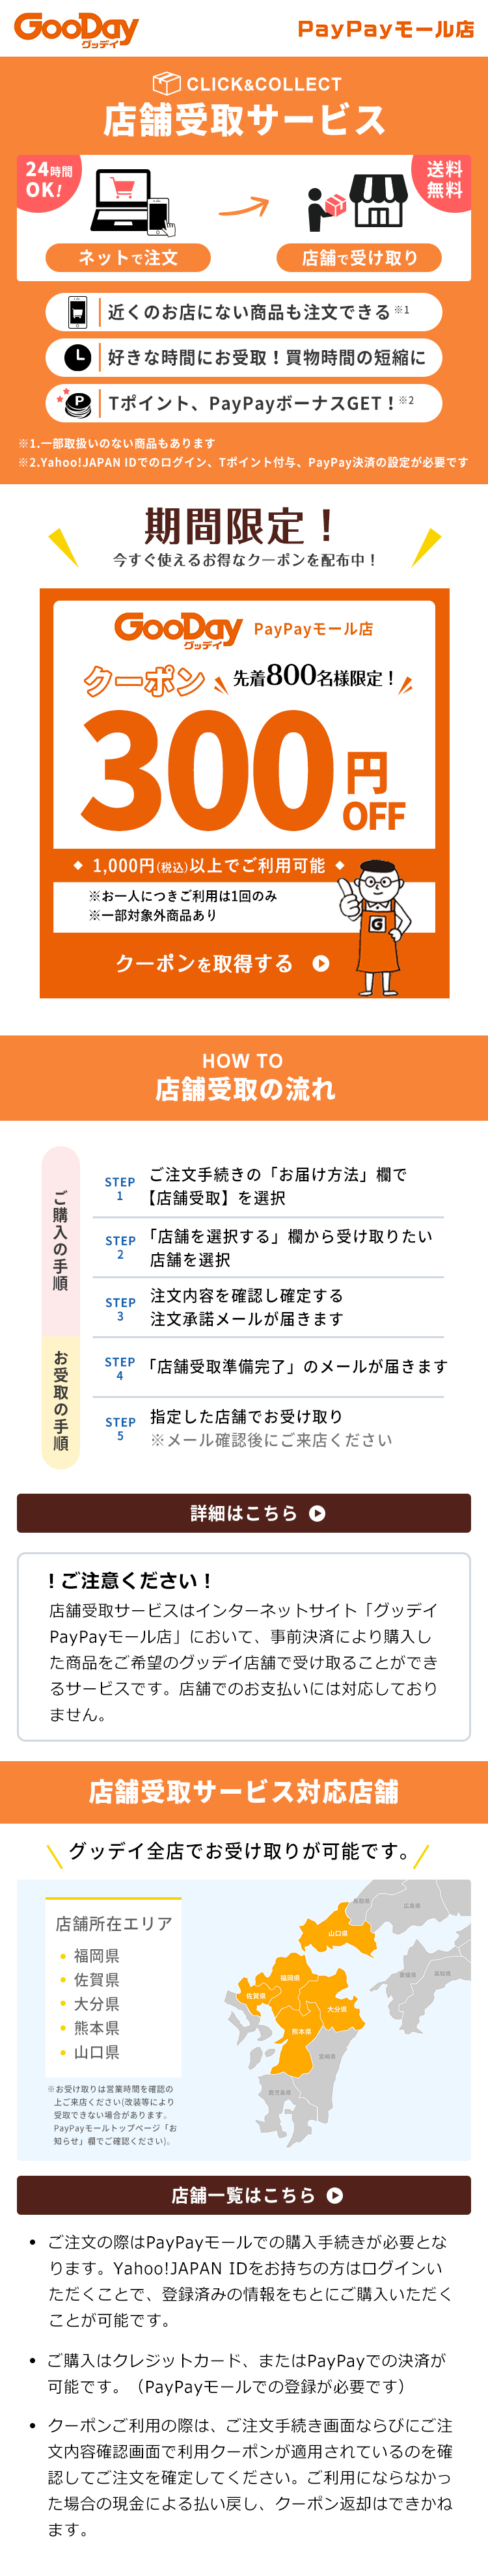 GooDay
グッデイ
PayPayモール店
CLICK&COLLECT
店舗受取サービス
24時間
OK!
送料
無料
ネットで注文
店舗で受け取り
近くのお店にない商品も注文できる※1
好きな時間にお受取！買物時間の短縮に
P
Tポイント、PayPayボーナスGET！※2
※1.一部取扱いのない商品もあります
※2.Yahoo!JAPAN IDでのログイン、Tポイント付与、PayPay決済の設定が必要です
期間限定！
今すぐ使えるお得なクーポンを配布中！
GooDay
グッデイ
PayPayモール店
クーポン
先着800名様限定！
300円
OFF
1,000円(税込)以上でご利用可能
※お一人につきご利用は1回のみ
※一部対象外商品あり
G
クーポンを取得する
HOW TO
店舗受取の流れ
ご購入の手順
STEP
1
ご注文手続きの「お届け方法」欄で
【店舗受取】を選択
STEP
2
「店舗を選択する」欄から受け取りたい
店舗を選択
STEP
3
注文内容を確認し確定する
注文承諾メールが届きます
お受取の手順
STEP
4
「店舗受取準備完了」のメールが届きます
STEP
5
指定した店舗でお受け取り
※メール確認後にご来店ください
詳細はこちら
！ご注意ください！
店舗受取サービスはインターネットサイト「グッデイ
PayPayモール店」において、事前決済により購入し
た商品をご希望のグッデイ店舗で受け取ることができ
るサービスです。店舗でのお支払いには対応しており
ません。
店舗受取サービス対応店舗
グッデイ全店でお受け取りが可能です。
店舗所在エリア
福岡県
佐賀県
大分県
熊本県
山口県
※お受け取りは営業時間を確認の
上ご来店ください(改装等により
受取できない場合があります。
PayPayモールトップページ「お
知らせ」欄でご確認ください)。
島根県
広島県
山口県
愛媛県
高知県
福岡県
佐賀県
大分県
熊本県
宮崎県
鹿児島県
店舗一覧はこちら
• ご注文の際はPayPayモールでの購入手続きが必要とな
ります。Yahoo!JAPAN IDをお持ちの方はログインい
ただくことで、登録済みの情報をもとにご購入いただく
ことが可能です。
• ご購入はクレジットカード、またはPayPayでの決済が
可能です。（PayPayモールでの登録が必要です）
• クーポンご利用の際は、ご注文手続き画面ならびにご注
文内容確認画面で利用クーポンが適用されているのを確
認してご注文を確定してください。ご利用にならなかっ
た場合の現金による払い戻し、クーポン返却はできかね
ます。